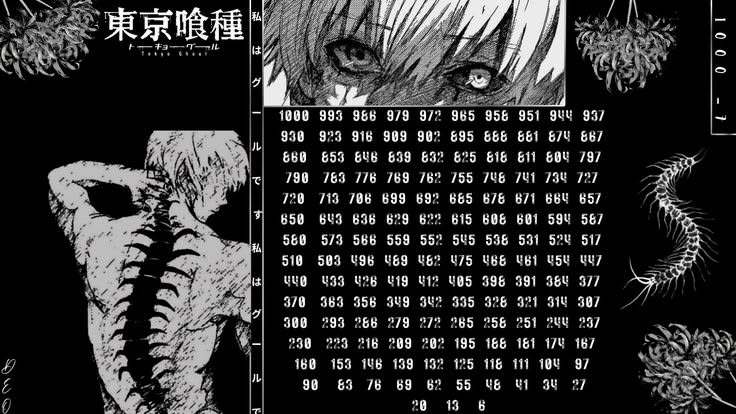 東京喰種
トーキョーグール
Tokyo Ghoul
私はグールです私はグールで
1000 993 986 979 972 965 958 951 944 937
930 923 916 909 902 895 888 881 874 867
860 853 846 839 832 825 818 811 804 797
790 783 776 769 762 755 748 741 734 727
720 713 706 699 692 685 678 671 664 657
650 643 636 629 622 615 608 601 594 587
580 573 566 559 552 545 538 531 524 517
510 503 496 489 482 475 468 461 454 447
440 433 426 419 412 405 398 391 384 377
370 363 356 349 342 335 328 321 314 307
300 293 286 279 272 265 258 251 244 237
230 223 216 209 202 195 188 181 174 167
160 153 146 139 132 125 118 111 104 97
90 83 76 69 62 55 48 41 34 27
20 13 6
1000 -7
DEO